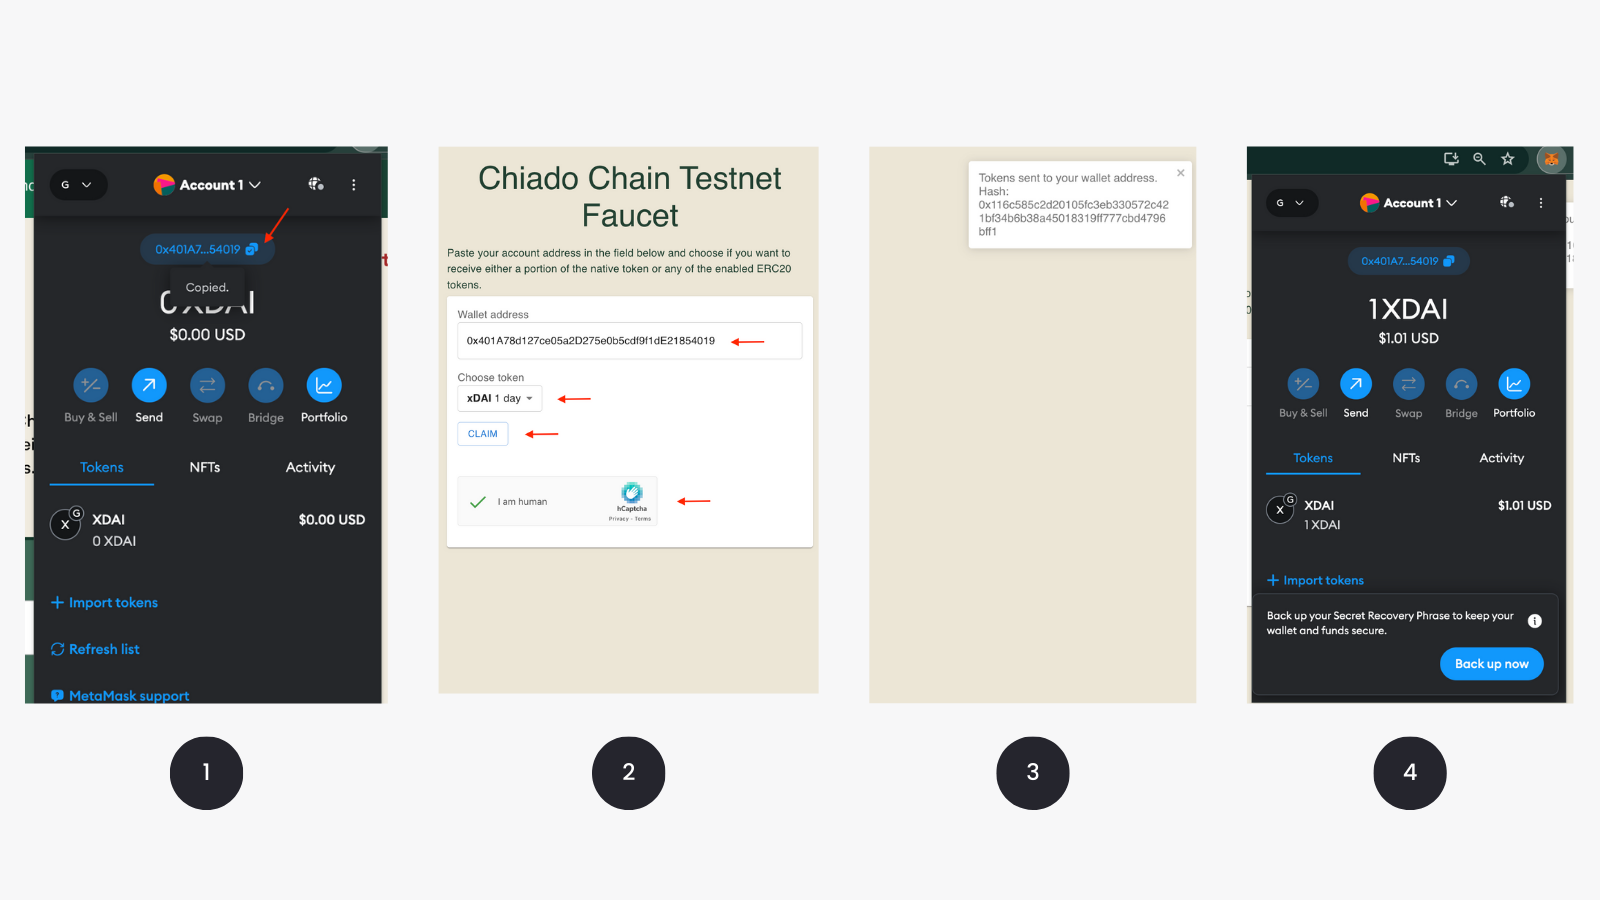 G
Account 1
0x401A7...54019
Copied.
$0.00 USD
Buy & Sell
Send
Swap
Bridge
Portfolio
Tokens
NFTs
Activity
X
G
XDAI
$0.00 USD
0 XDAI
+ Import tokens
Refresh list
MetaMask support
1
Chiado Chain Testnet
Faucet
Paste your account address in the field below and choose if you want to
receive either a portion of the native token or any of the enabled ERC20
tokens.
Wallet address
0x401A78d127ce05a2D275e0b5cdf9f1dE21854019
Choose token
xDAI 1 day
CLAIM
I am human
hCaptcha
Privacy - Terms
2
Tokens sent to your wallet address.
Hash:
0x116c585c2d20105fc3eb330572c42
1bf34b6b38a45018319ff777cbd4796
bff1
3
G
Account 1
0x401A7...54019
1 XDAI
$1.01 USD
Buy & Sell
Send
Swap
Bridge
Portfolio
Tokens
NFTs
Activity
X
G
XDAI
$1.01 USD
1 XDAI
+ Import tokens
Back up your Secret Recovery Phrase to keep your
wallet and funds secure.
Back up now
4